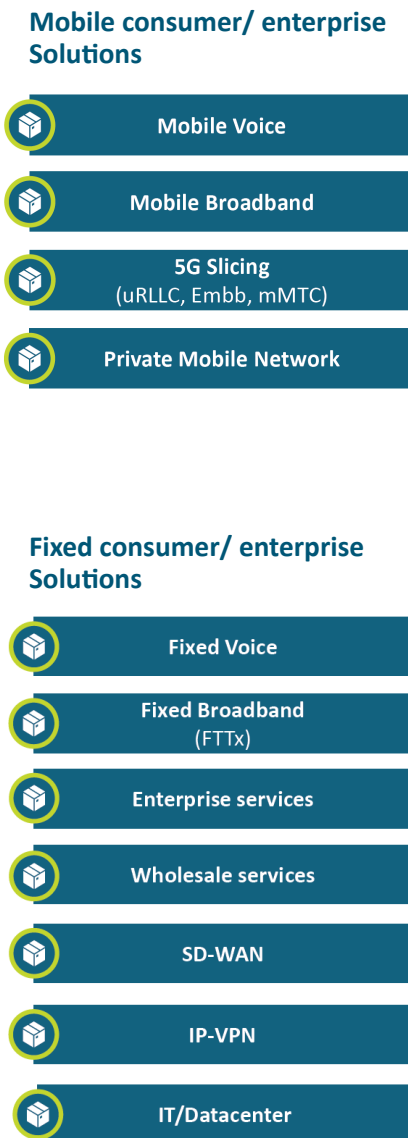 Mobile consumer/ enterprise
Solutions
Mobile Voice
Mobile Broadband
5G Slicing
(uRLLC, Embb, mMTC)
Private Mobile Network
Fixed consumer/ enterprise
Solutions
Fixed Voice
Fixed Broadband
(FTTx)
Enterprise services
Wholesale services
SD-WAN
IP-VPN
IT/Datacenter